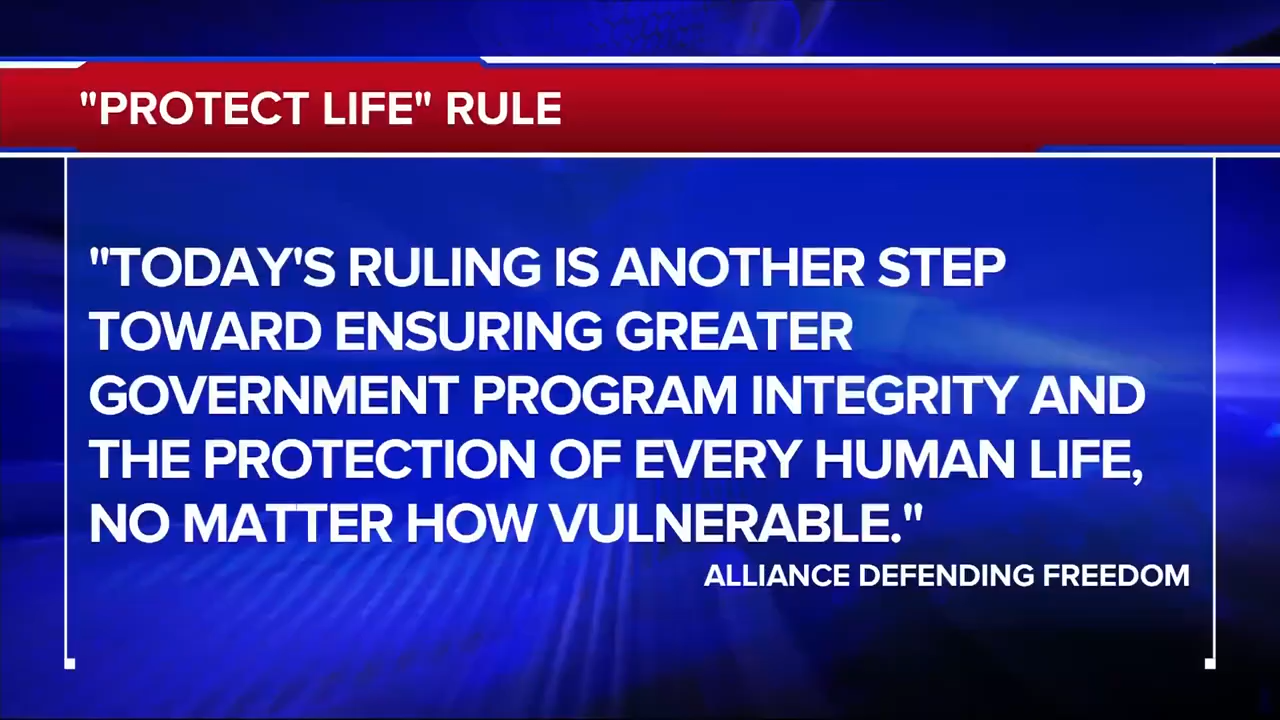 "PROTECT LIFE" RULE
"TODAY'S RULING IS ANOTHER STEP
TOWARD ENSURING GREATER
GOVERNMENT PROGRAM INTEGRITY AND
THE PROTECTION OF EVERY HUMAN LIFE,
NO MATTER HOW VULNERABLE."
ALLIANCE DEFENDING FREEDOM